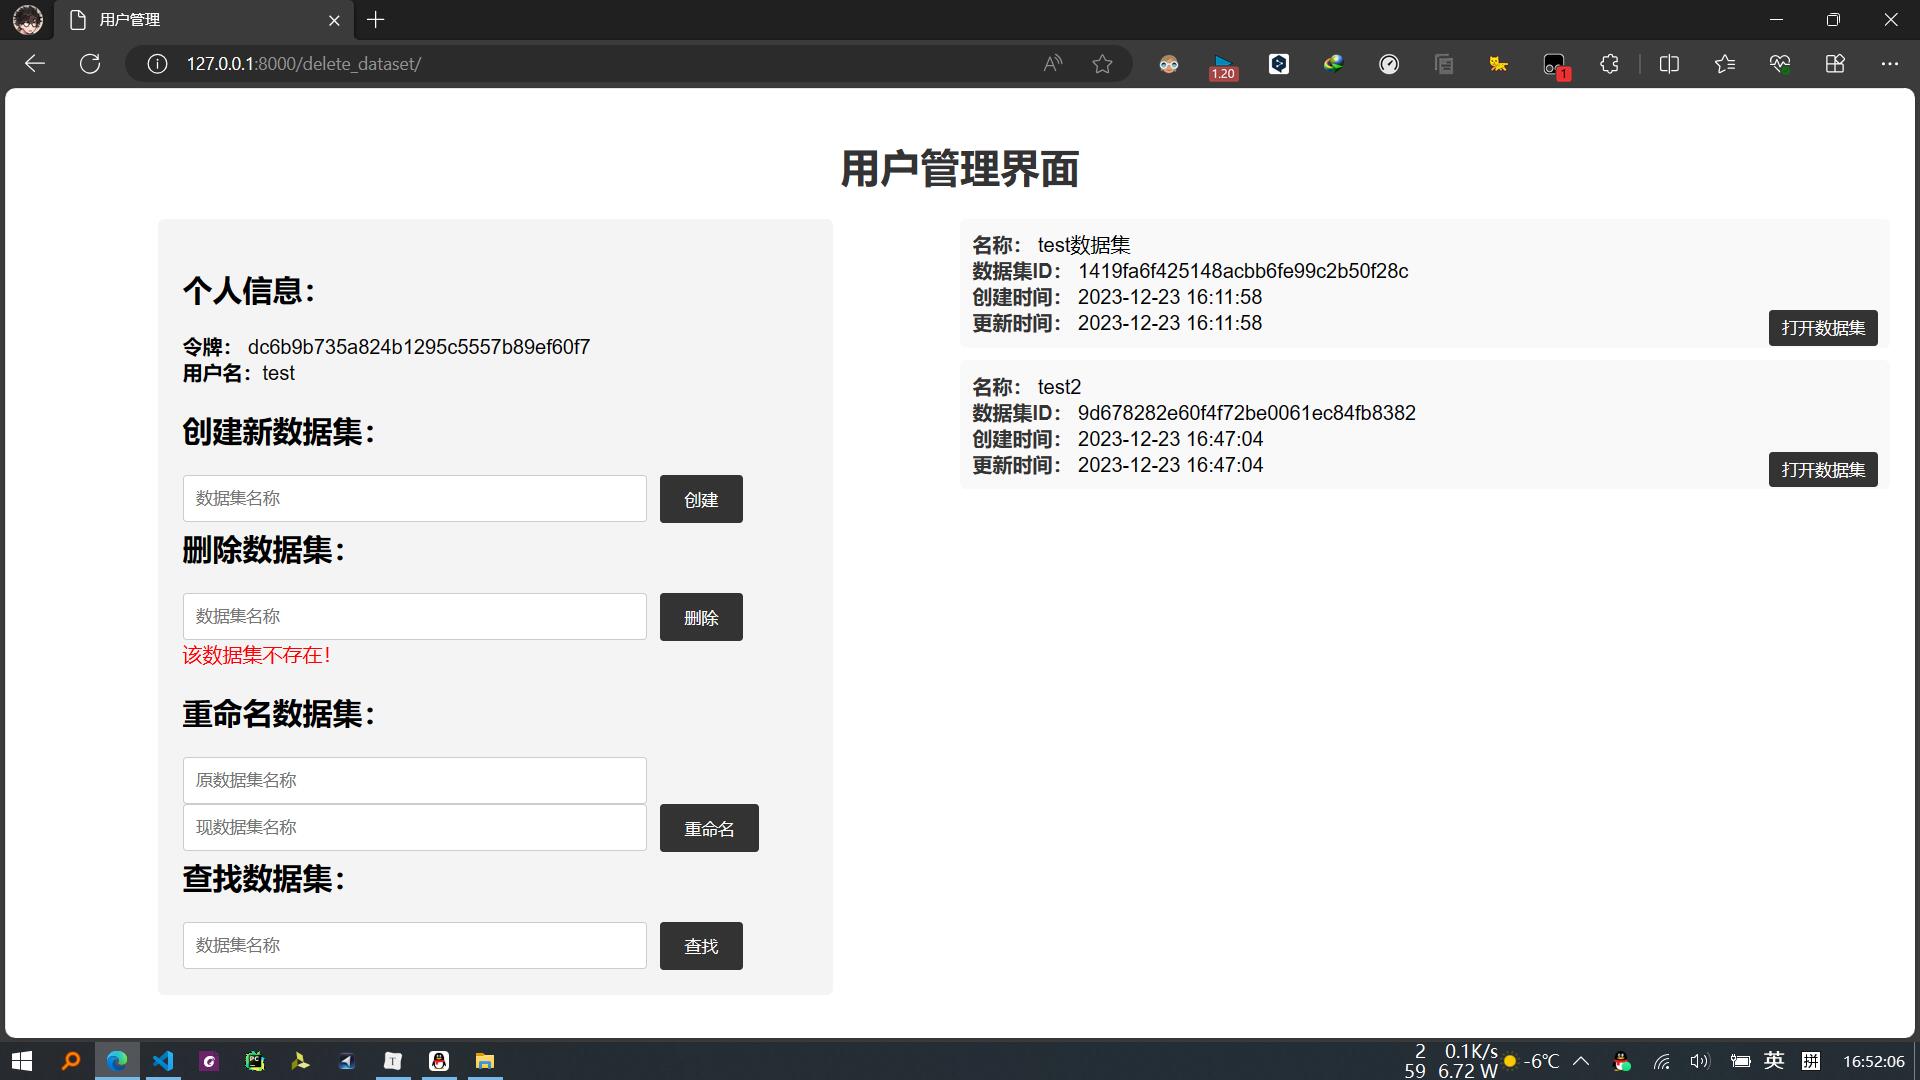 用户管理
127.0.0.1:8000/delete_dataset/
1.20
1
用户管理界面
个人信息：
令牌： dc6b9b735a824b1295c5557b89ef60f7
用户名：test
创建新数据集：
数据集名称
创建
删除数据集：
数据集名称
删除
该数据集不存在！
重命名数据集：
原数据集名称
现数据集名称
重命名
查找数据集：
数据集名称
查找
名称： test数据集
数据集ID： 1419fa6f425148acbb6fe99c2b50f28c
创建时间： 2023-12-23 16:11:58
更新时间： 2023-12-23 16:11:58
打开数据集
名称： test2
数据集ID： 9d678282e60f4f72be0061ec84fb8382
创建时间： 2023-12-23 16:47:04
更新时间： 2023-12-23 16:47:04
打开数据集
2 0.1K/s
59 6.72 W
-6°C
英
拼
16:52:06